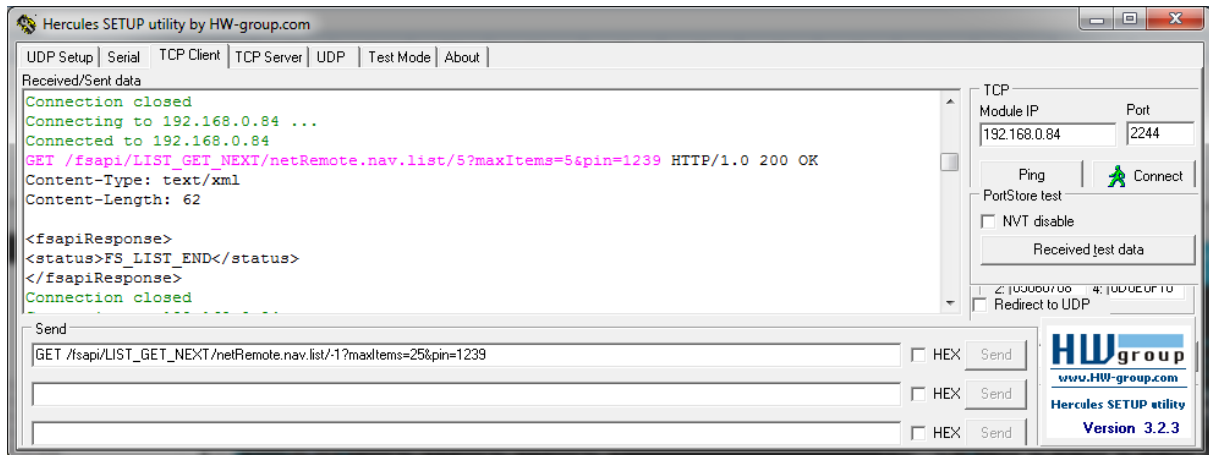 Hercules SETUP utility by HW-group.com
UDP Setup Serial TCP Client TCP Server UDP Test Mode About
Received/Sent data
Connection closed
Connecting to 192.168.0.84 ...
Connected to 192.168.0.84
GET /fsapi/LIST_GET_NEXT/netRemote.nav.list/5?maxItems=5&pin=1239 HTTP/1.0 200 OK
Content-Type: text/xml
Content-Length: 62
<fsapiResponse>
<status>FS_LIST_END</status>
</fsapiResponse>
Connection closed
TCP
Module IP Port
192.168.0.84 2244
Ping Connect
PortStore test
NVT disable
Received test data
Redirect to UDP
Send
GET /fsapi/LIST_GET_NEXT/netRemote.nav.list/-1?maxItems=25&pin=1239 HEX Send
HEX Send
HEX Send
HW group
www.HW-group.com
Hercules SETUP utility
Version 3.2.3